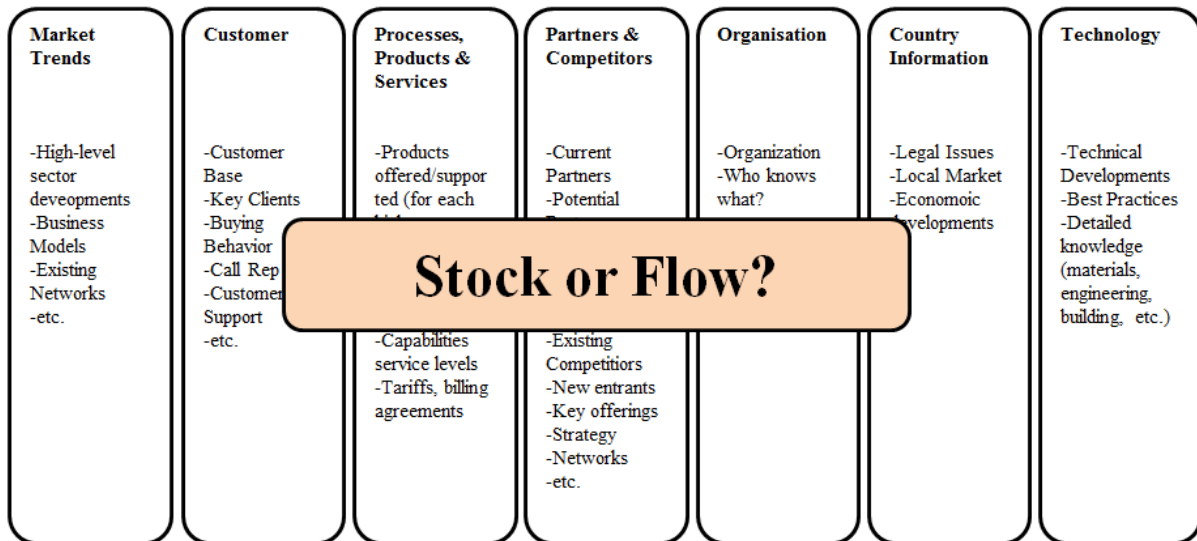 Market
Trends
-High-level
sector
deveopments
-Business
Models
-Existing
Networks
-etc.
Customer
-Customer
Base
-Key Clients
-Buying
Behavior
-Call Rep
-Customer
Support
-etc.
Processes,
Products &
Services
-Products
offered/suppor
ted (for each
-Capabilities
service levels
-Tariffs, billing
agreements
Partners &
Competitors
-Current
Partners
-Potential
-Existing
Competitiors
-New entrants
-Key offerings
-Strategy
-Networks
-etc.
Organisation
-Organization
-Who knows
what?
Country
Information
-Legal Issues
-Local Market
-Economoic
developments
Technology
-Technical
Developments
-Best Practices
-Detailed
knowledge
(materials,
engineering,
building, etc.)
Stock or Flow?